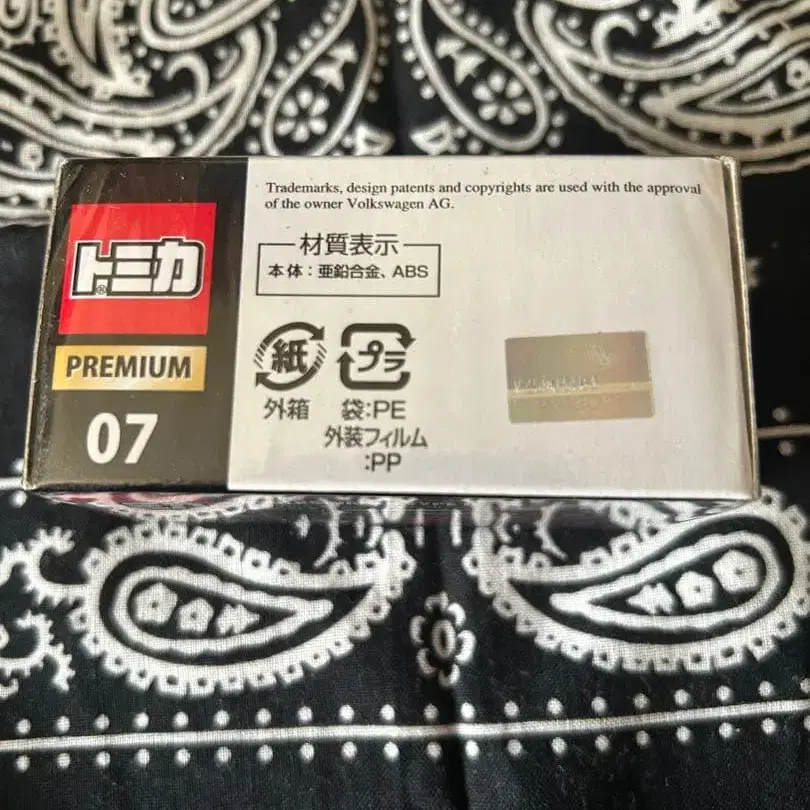 Trademarks, design patents and copyrights are used with the approval
of the owner Volkswagen AG.
トミカ
®
PREMIUM
07
材質表示
本体：亜鉛合金、ABS
紙
外箱
プラ
袋:PE
外装フィルム
:PP